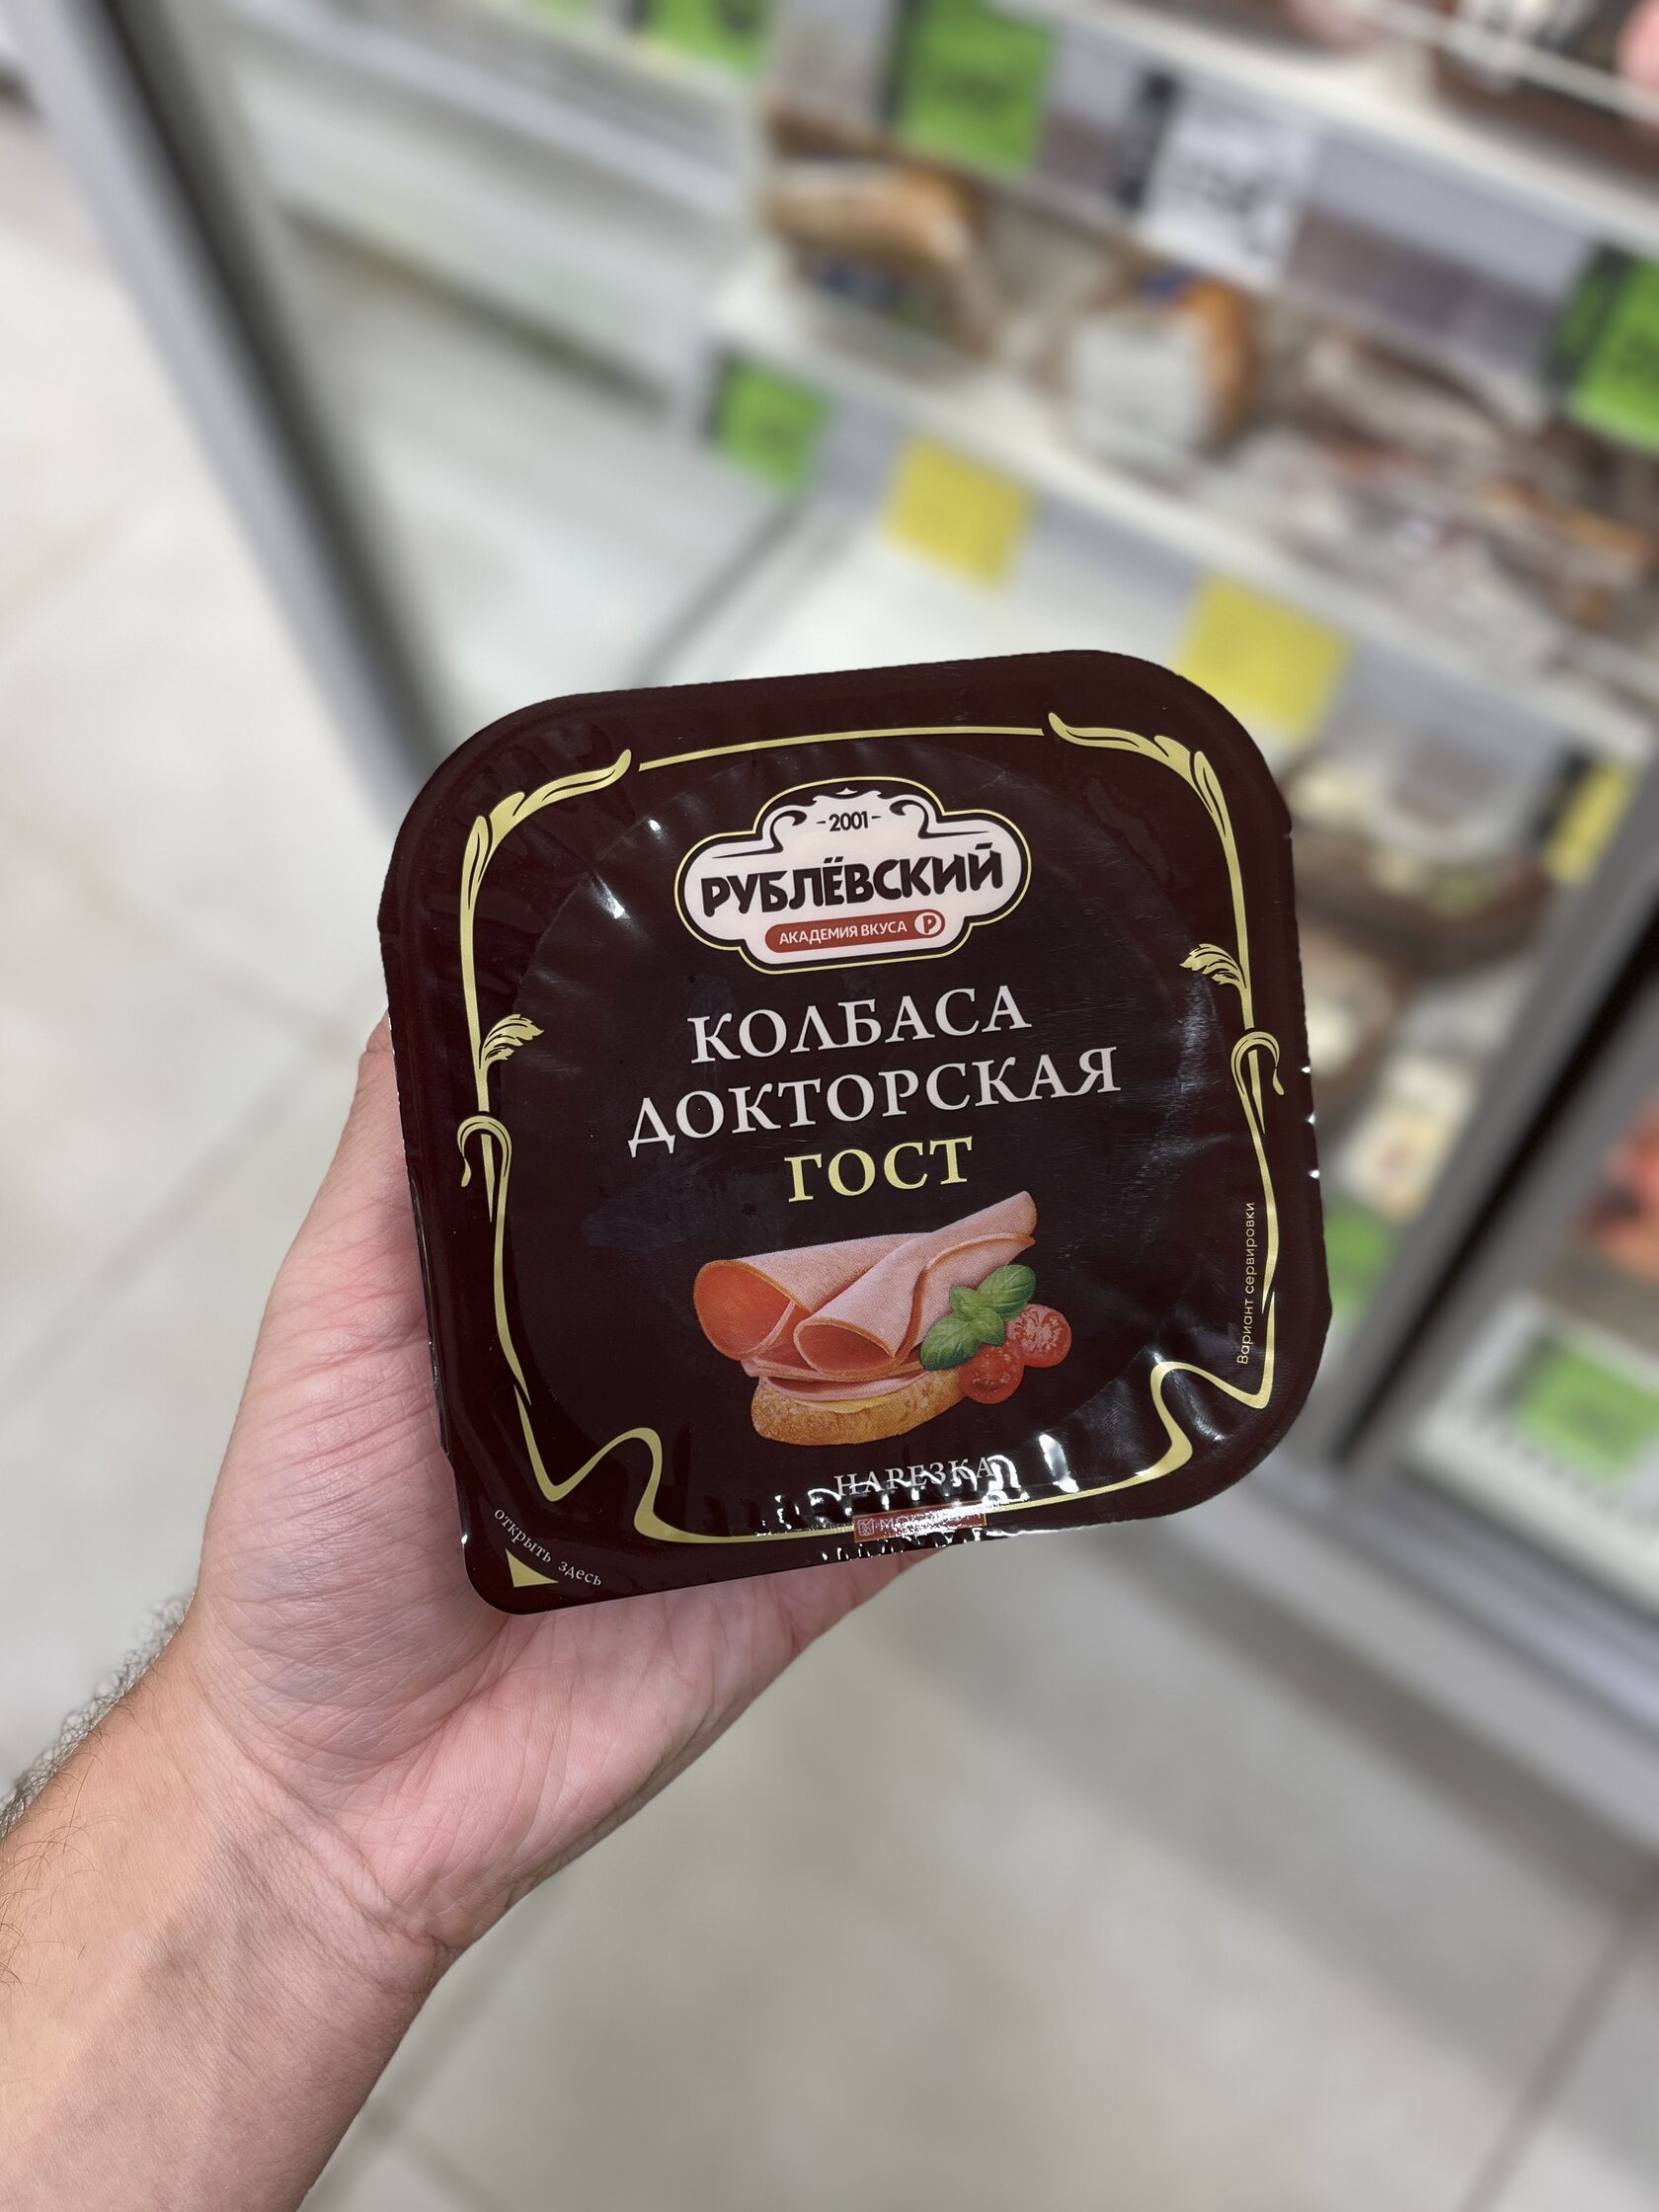 -2001-
РУБЛЁВСКИЙ
АКАДЕМИЯ ВКУСА Р
КОЛБАСА
ДОКТОРСКАЯ
ГОСТ
Вариант сервировки
НАРЕЗКА
открыть здесь